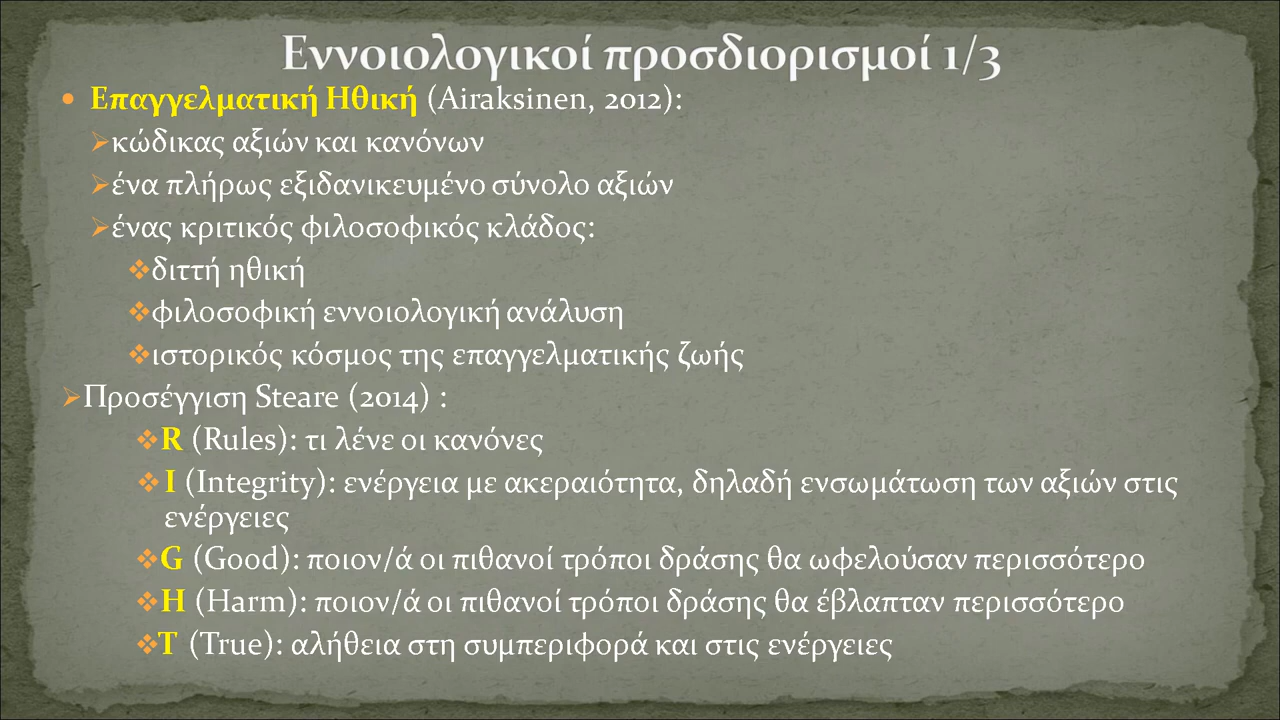 Εννοιολογικοί προσδιορισμοί 1/3
• Επαγγελματική Ηθική (Airaksinen, 2012):
➢κώδικας αξιών και κανόνων
➢ένα πλήρως εξιδανικευμένο σύνολο αξιών
➢ένας κριτικός φιλοσοφικός κλάδος:
❖διττή ηθική
❖φιλοσοφική εννοιολογική ανάλυση
❖ιστορικός κόσμος της επαγγελματικής ζωής
➢Προσέγγιση Steare (2014) :
❖R (Rules): τι λένε οι κανόνες
❖I (Integrity): ενέργεια με ακεραιότητα, δηλαδή ενσωμάτωση των αξιών στις
ενέργειες
❖G (Good): ποιον/ά οι πιθανοί τρόποι δράσης θα ωφελούσαν περισσότερο
❖H (Harm): ποιον/ά οι πιθανοί τρόποι δράσης θα έβλαπταν περισσότερο
❖T (True): αλήθεια στη συμπεριφορά και στις ενέργειες